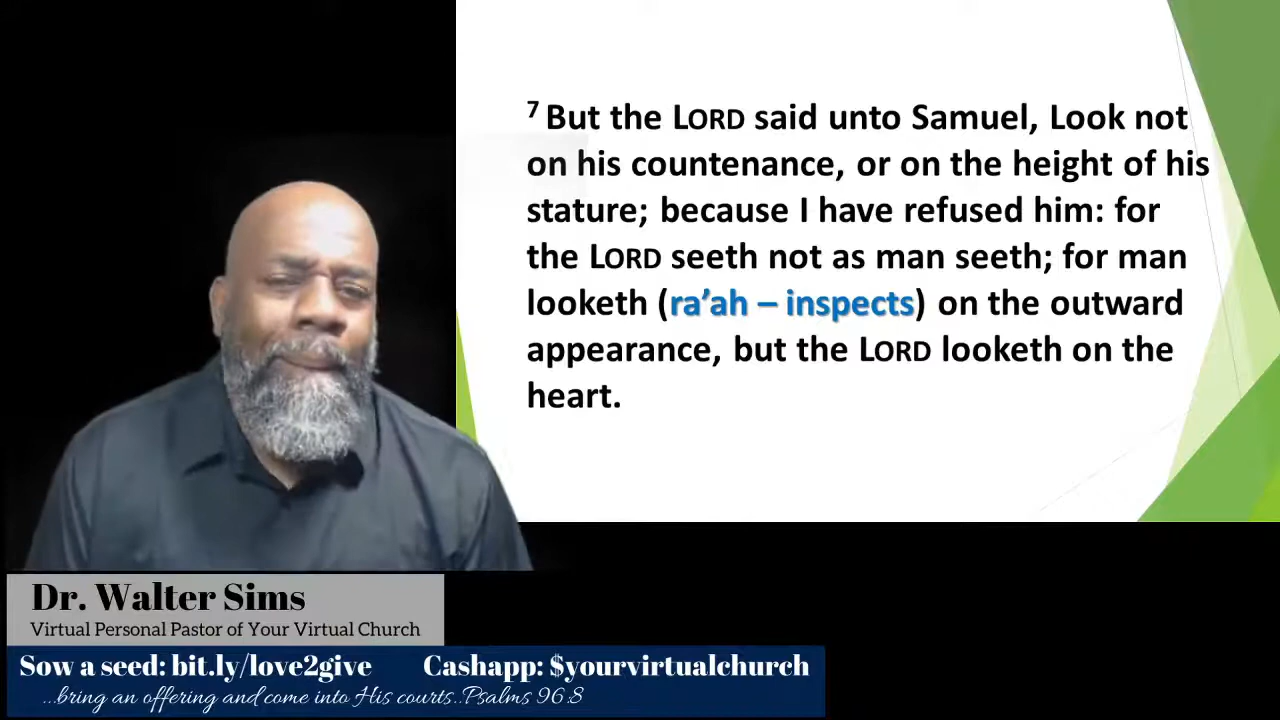 7 But the LORD said unto Samuel, Look not
on his countenance, or on the height of his
stature; because I have refused him: for
the LORD seeth not as man seeth; for man
looketh (ra’ah – inspects) on the outward
appearance, but the LORD looketh on the
heart.
Dr. Walter Sims
Virtual Personal Pastor of Your Virtual Church
Sow a seed: bit.ly/love2give Cashapp: $yourvirtualchurch
...bring an offering and come into His courts..Psalms 96:8